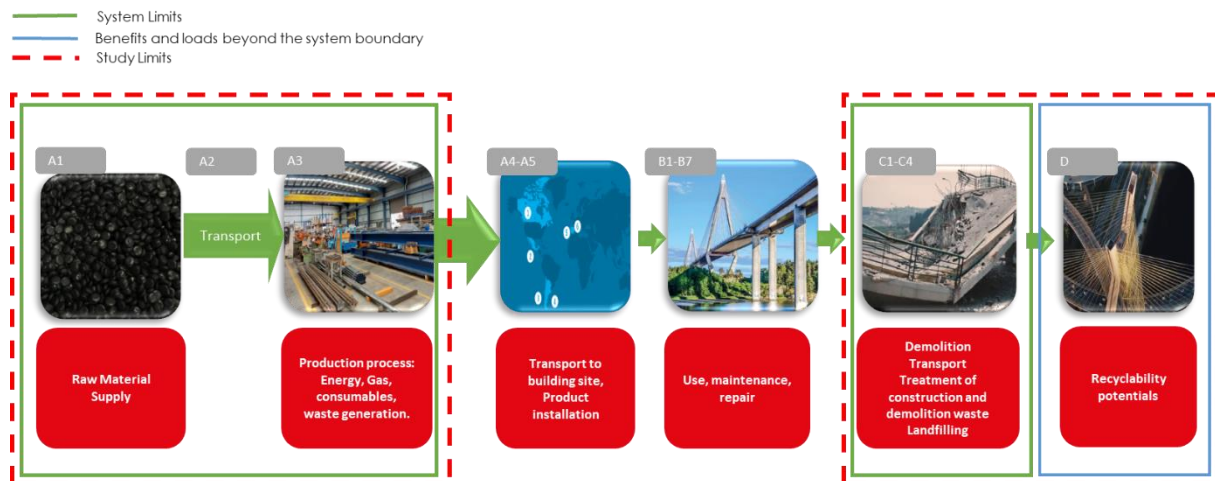 System Limits
Benefits and loads beyond the system boundary
Study Limits
A1
A2
A3
A4-A5
B1-B7
C1-C4
D
Transport
Raw Material
Supply
Production process:
Energy, Gas,
consumables,
waste generation.
Transport to
building site,
Product
installation
Use, maintenance,
repair
Demolition
Transport
Treatment of
construction and
demolition waste
Landfilling
Recyclability
potentials